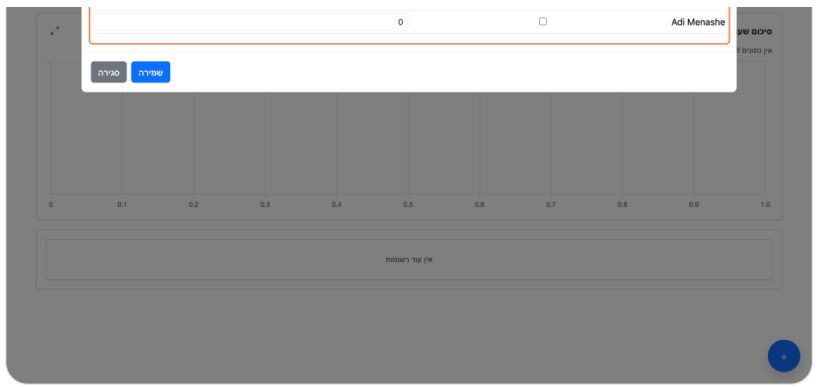 Adi Menashe 0
סיכום שע
אין נתונים ל
שמירה סגירה
0 0.1 0.2 0.3 0.4 0.5 0.6 0.7 0.8 0.9 1.0
אין עוד רשומות
+